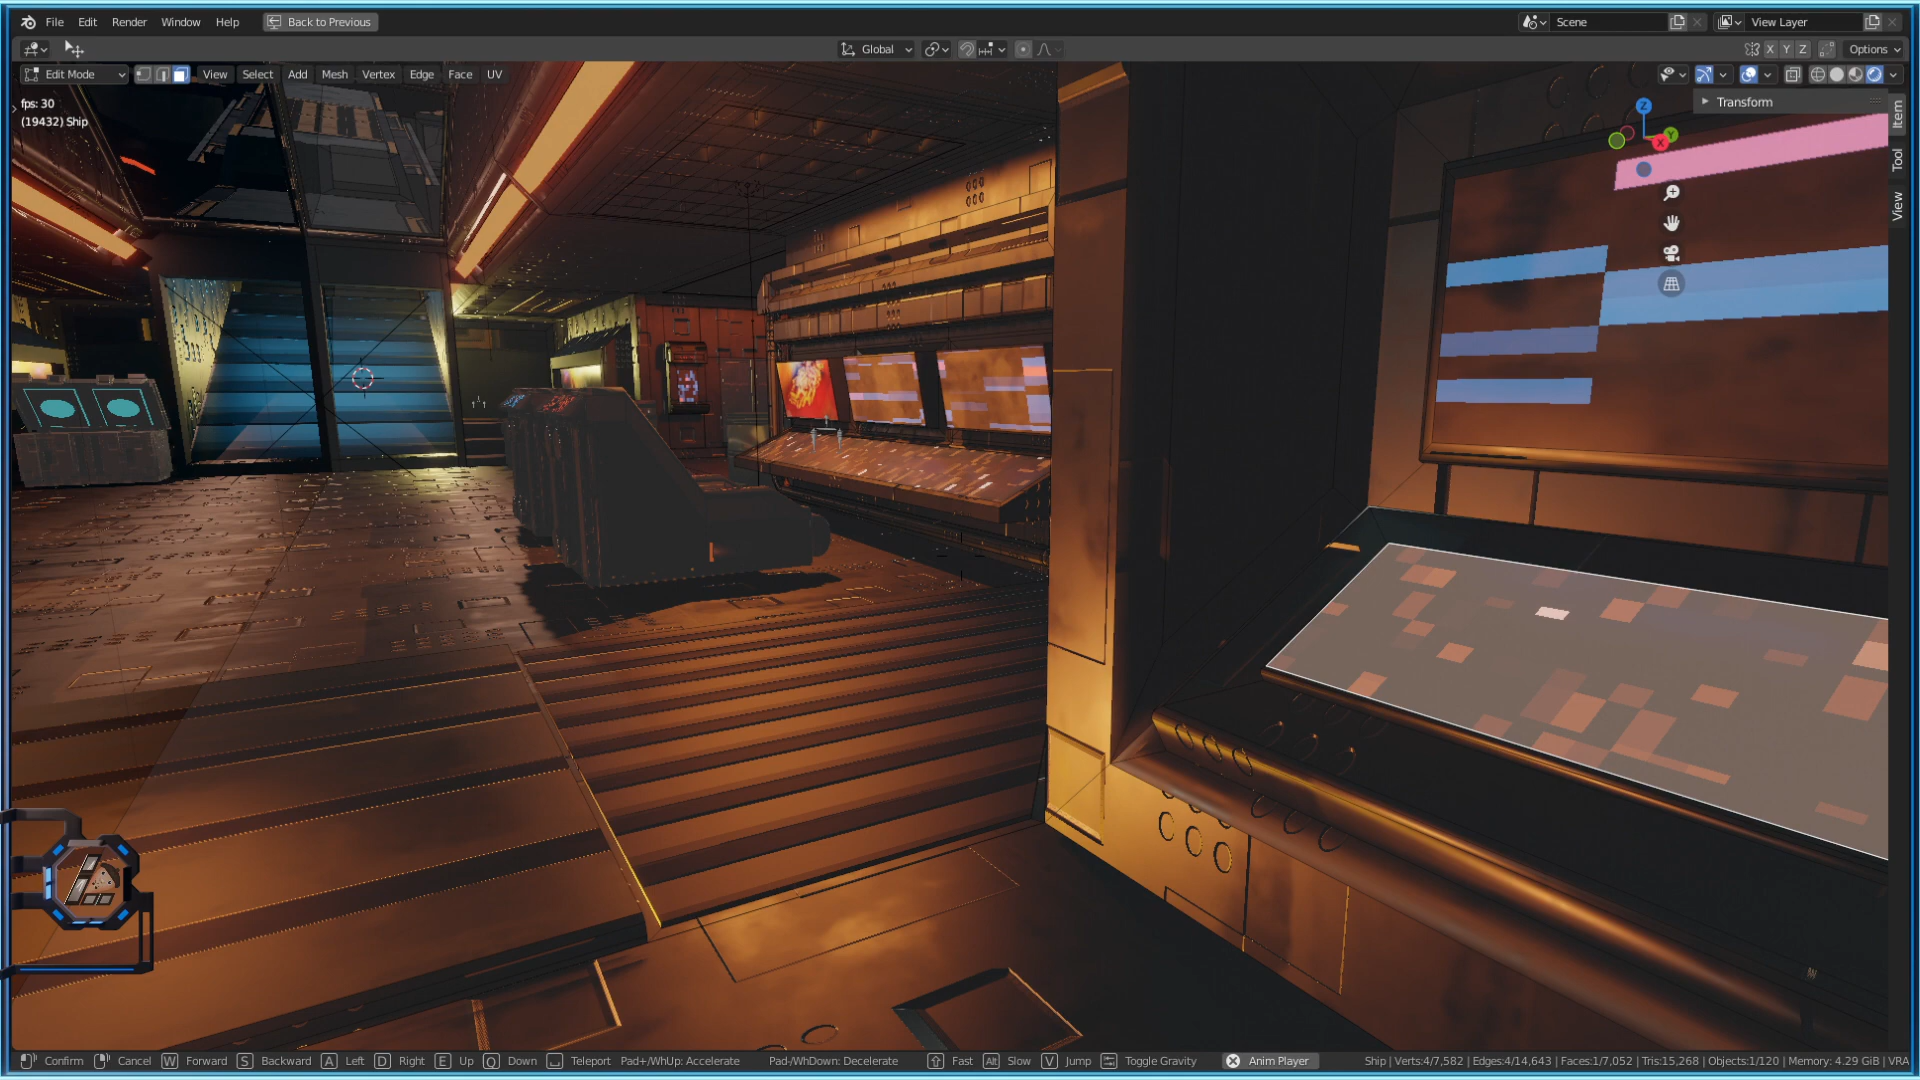 File Edit Render Window Help Back to Previous Scene View Layer
Global X Y Z Options
Edit Mode View Select Add Mesh Vertex Edge Face UV
fps: 30
(19432) Ship
Transform
Item
Tool
View
Z
Y
X
Confirm Cancel W Forward S Backward A Left D Right E Up Q Down Teleport Pad+/WhUp: Accelerate Pad-/WhDown: Decelerate Fast Alt Slow V Jump Toggle Gravity Anim Player Ship | Verts:4/7,582 | Edges:4/14,643 | Faces:1/7,052 | Tris:15,268 | Objects:1/120 | Memory: 4.29 GiB | VRA